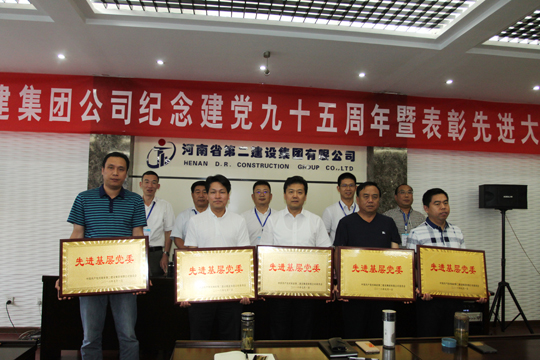 建集团公司纪念建党九十五周年暨表彰先进大
河南省第二建设集团有限公司
HENAN D.R. CONSTRUCTION GROUP CO.,LTD
先进基层党委
先进基层党委
先进基层党委
先进基层党委
先进基层党委